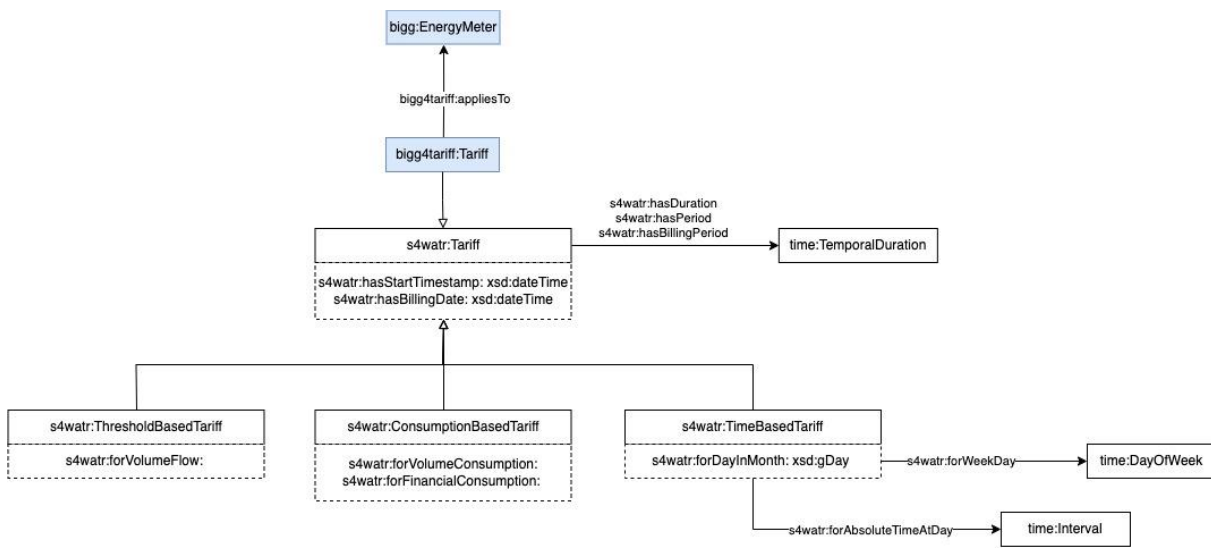 bigg:EnergyMeter
bigg4tariff:appliesTo
bigg4tariff:Tariff
s4watr:hasDuration
s4watr:hasPeriod
s4watr:hasBillingPeriod
s4watr:Tariff
time:TemporalDuration
s4watr:hasStartTimestamp: xsd:dateTime
s4watr:hasBillingDate: xsd:dateTime
s4watr:ThresholdBasedTariff
s4watr:forVolumeFlow:
s4watr:ConsumptionBasedTariff
s4watr:forVolumeConsumption:
s4watr:forFinancialConsumption:
s4watr:TimeBasedTariff
s4watr:forDayInMonth: xsd:gDay
s4watr:forWeekDay
time:DayOfWeek
s4watr:forAbsoluteTimeAtDay
time:Interval